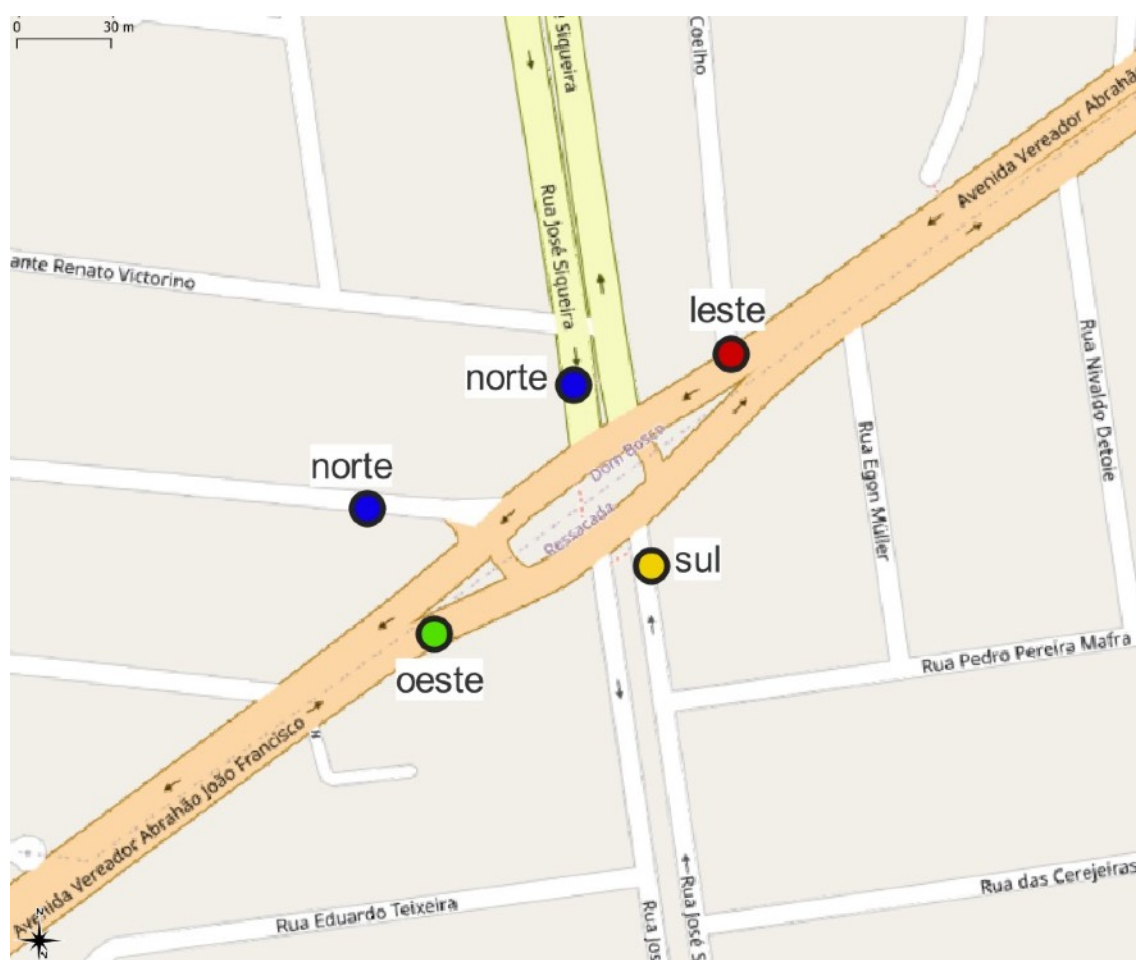 0 30 m
Siqueira
Coelho
Avenida Vereador Abrahã
Rua José Siqueira
ante Renato Victorino
leste
norte
Rua Nivaldo Detoie
Dom Bosco
norte
Rua Egon Müller
Ressacada
sul
Rua Pedro Pereira Mafra
oeste
Avenida Vereador Abrahão João Francisco
Rua das Cerejeiras
Rua Eduardo Teixeira
Rua Jos
Rua José S